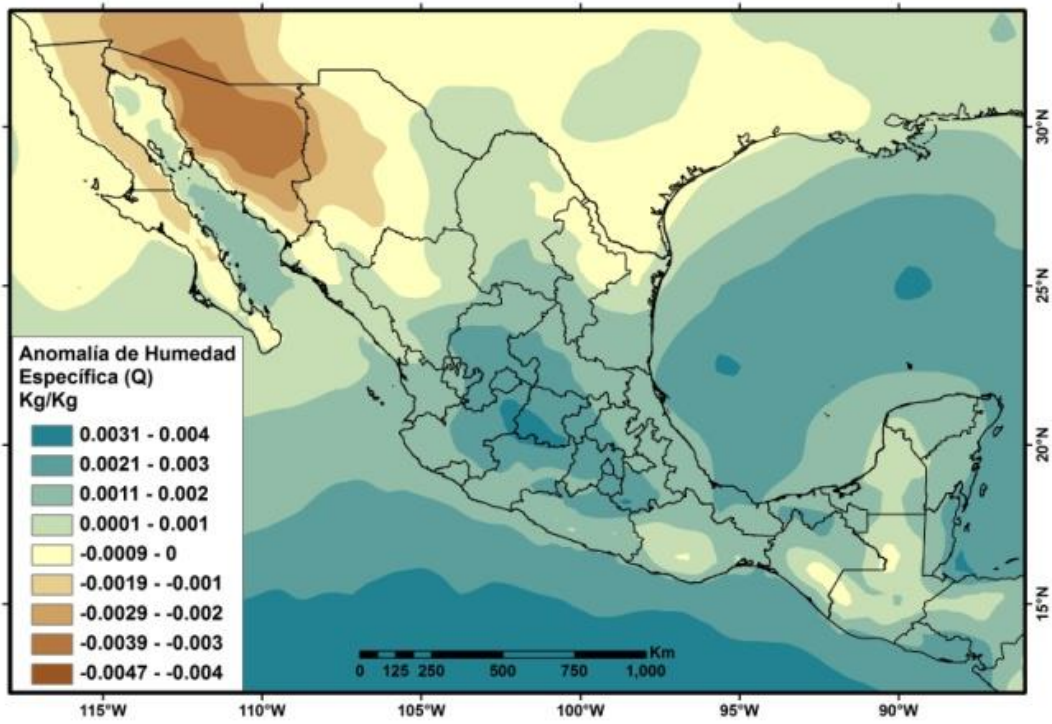 30°N
25°N
20°N
15°N
Anomalía de Humedad
Específica (Q)
Kg/Kg
0.0031 - 0.004
0.0021 - 0.003
0.0011 - 0.002
0.0001 - 0.001
-0.0009 - 0
-0.0019 - -0.001
-0.0029 - -0.002
-0.0039 - -0.003
-0.0047 - -0.004
Km
0 125 250 500 750 1,000
115°W 110°W 105°W 100°W 95°W 90°W